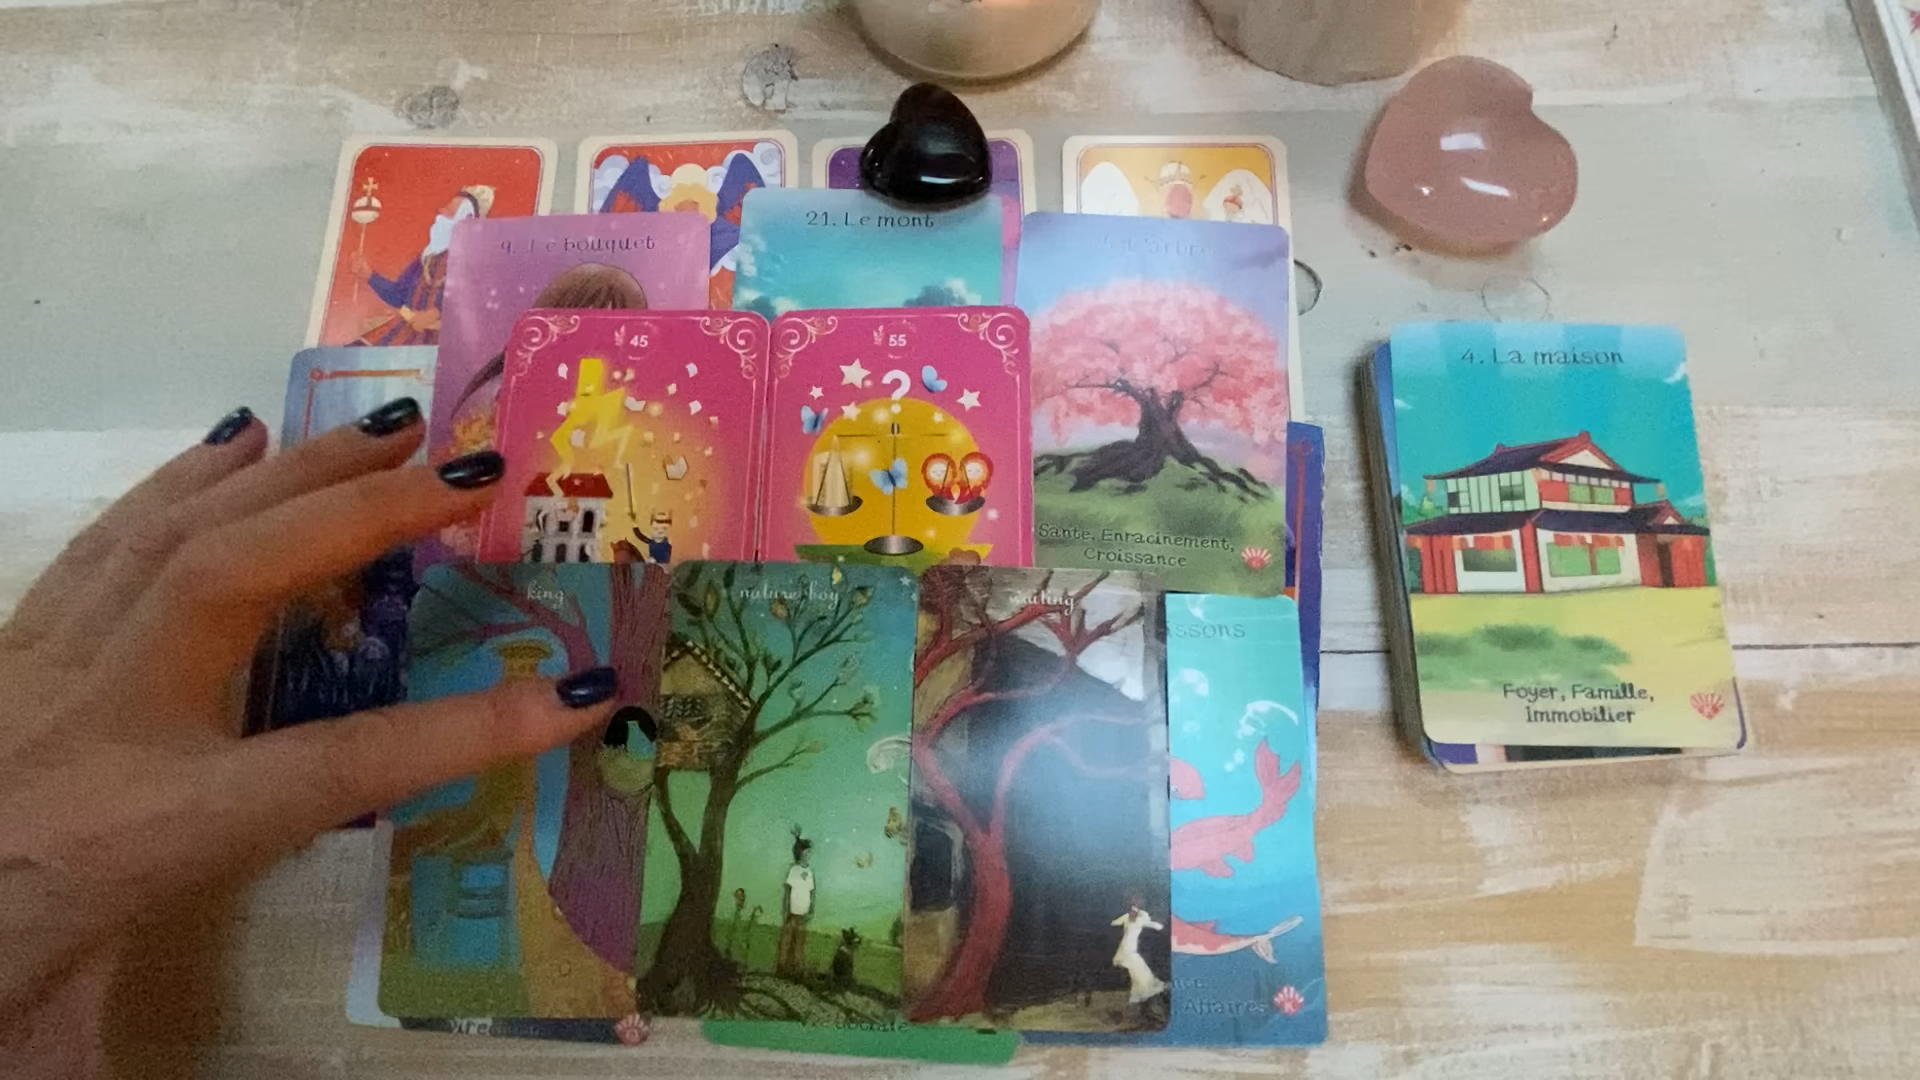 21. Le mont
9. Le bouquet
45
55
4. La maison
Santé, Enracinement,
Croissance
king
nature boy
waiting
issons
Foyer, Famille,
Immobilier
Affaires